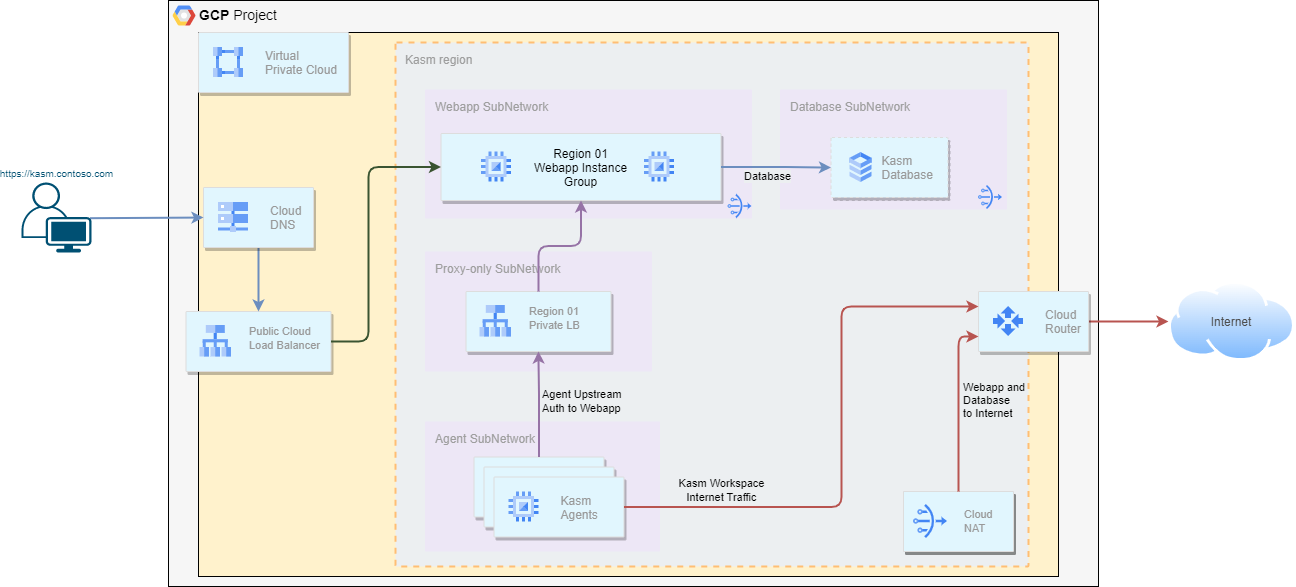 GCP Project
Virtual
Private Cloud
Kasm region
Webapp SubNetwork
Database SubNetwork
Region 01
Webapp Instance
Group
Kasm
Database
Database
https://kasm.contoso.com
Cloud
DNS
Proxy-only SubNetwork
Region 01
Private LB
Public Cloud
Load Balancer
Cloud
Router
Internet
Agent Upstream
Auth to Webapp
Webapp and
Database
to Internet
Agent SubNetwork
Kasm Workspace
Internet Traffic
Kasm
Agents
Cloud
NAT